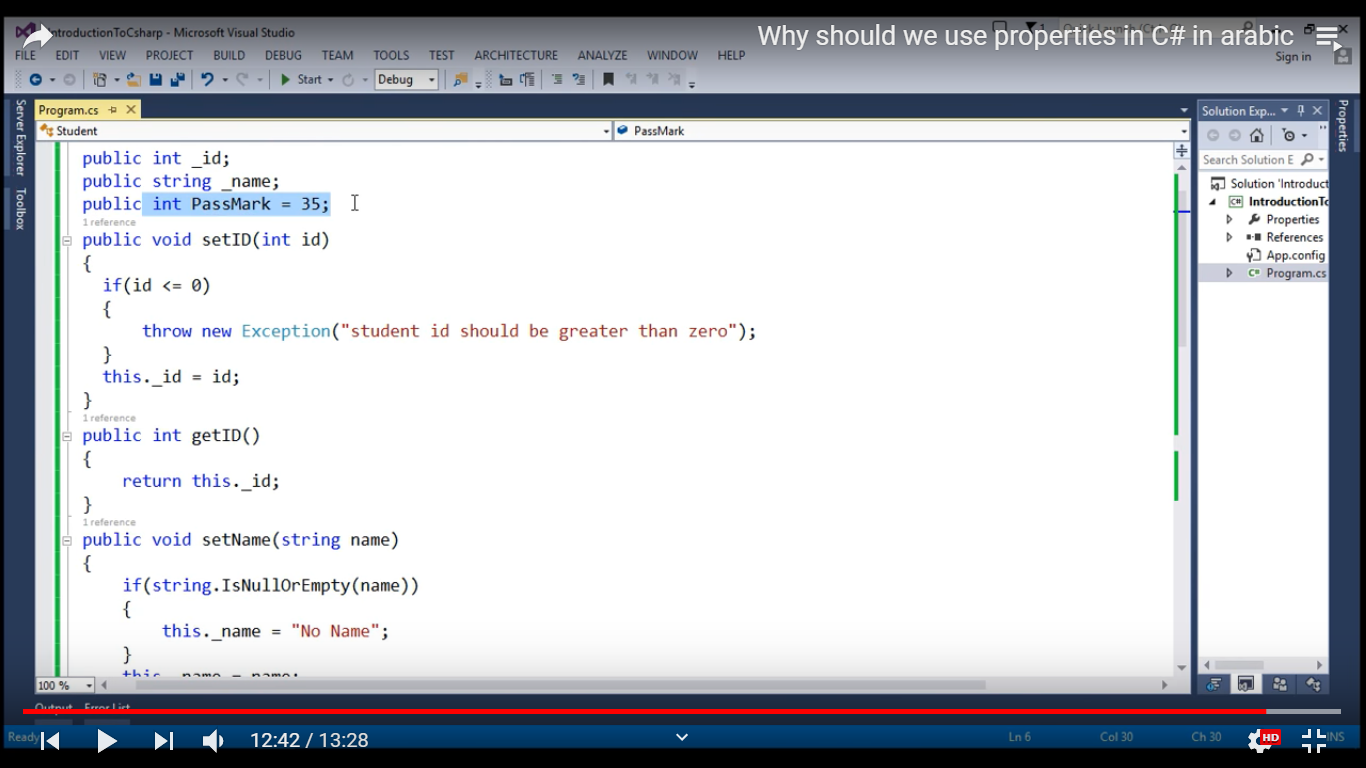 IntroductionToCsharp - Microsoft Visual Studio
Why should we use properties in C# in arabic
FILE EDIT VIEW PROJECT BUILD DEBUG TEAM TOOLS TEST ARCHITECTURE ANALYZE WINDOW HELP
Sign in
Start Debug
Program.cs
Student
PassMark
Server Explorer
Toolbox
public int _id;
public string _name;
public int PassMark = 35;
1 reference
public void setID(int id)
{
if(id <= 0)
{
throw new Exception("student id should be greater than zero");
}
this._id = id;
}
1 reference
public int getID()
{
return this._id;
}
1 reference
public void setName(string name)
{
if(string.IsNullOrEmpty(name))
{
this._name = "No Name";
}
this._name = name;
100 %
Solution Exp...
Search Solution E
Solution 'Introduct
IntroductionTo
Properties
References
App.config
Program.cs
Properties
Output Error List
Ready
12:42 / 13:28
Ln 6 Col 30 Ch 30 INS
HD